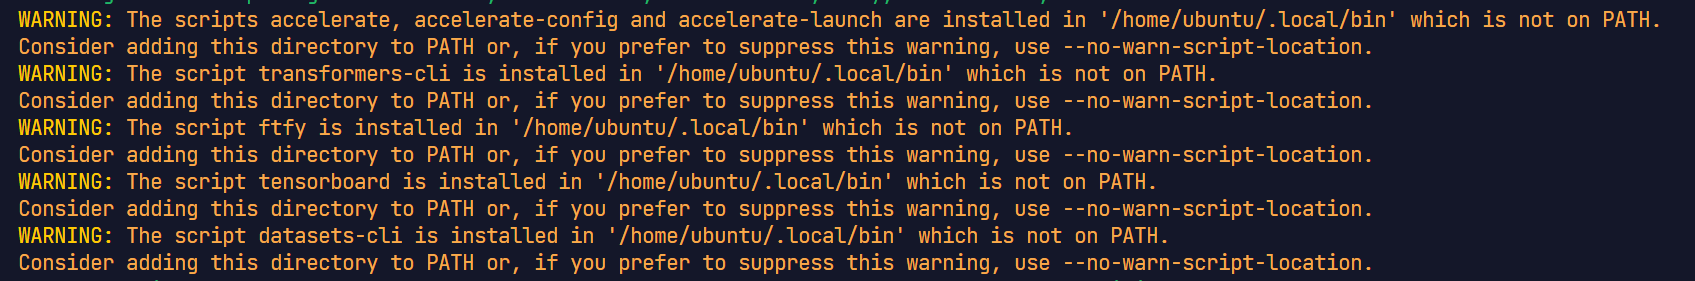 WARNING: The scripts accelerate, accelerate-config and accelerate-launch are installed in '/home/ubuntu/.local/bin' which is not on PATH.
Consider adding this directory to PATH or, if you prefer to suppress this warning, use --no-warn-script-location.
WARNING: The script transformers-cli is installed in '/home/ubuntu/.local/bin' which is not on PATH.
Consider adding this directory to PATH or, if you prefer to suppress this warning, use --no-warn-script-location.
WARNING: The script ftfy is installed in '/home/ubuntu/.local/bin' which is not on PATH.
Consider adding this directory to PATH or, if you prefer to suppress this warning, use --no-warn-script-location.
WARNING: The script tensorboard is installed in '/home/ubuntu/.local/bin' which is not on PATH.
Consider adding this directory to PATH or, if you prefer to suppress this warning, use --no-warn-script-location.
WARNING: The script datasets-cli is installed in '/home/ubuntu/.local/bin' which is not on PATH.
Consider adding this directory to PATH or, if you prefer to suppress this warning, use --no-warn-script-location.